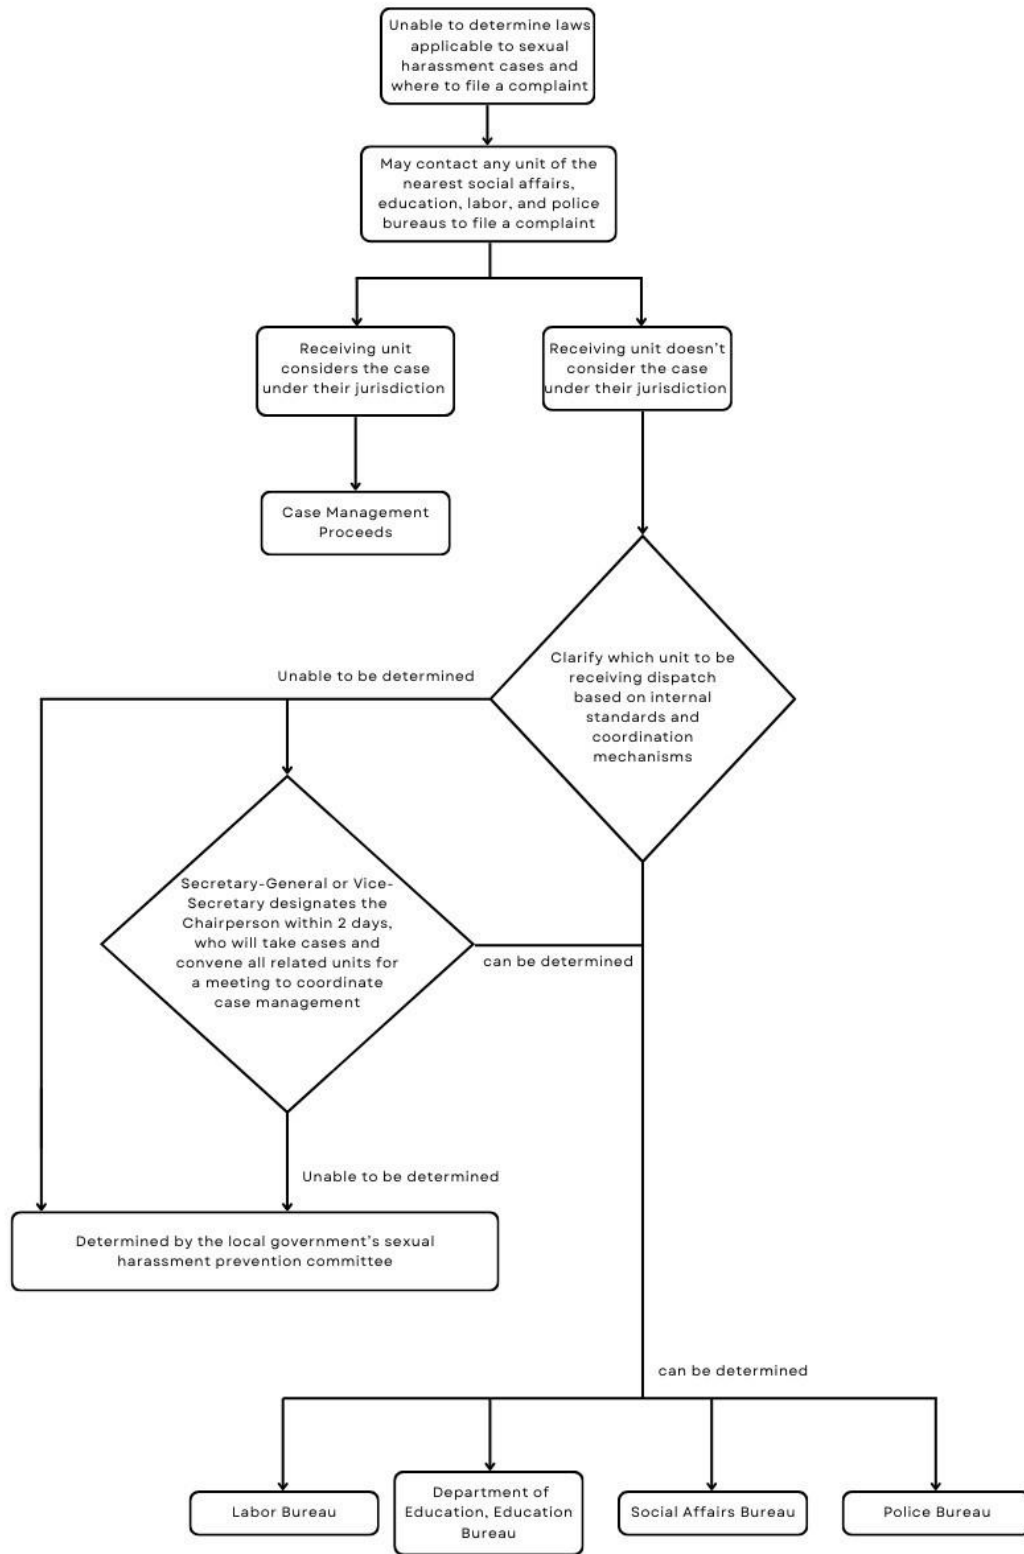 Unable to determine laws
applicable to sexual
harassment cases and
where to file a complaint
May contact any unit of the
nearest social affairs,
education, labor, and police
bureaus to file a complaint
Receiving unit
considers the case
under their jurisdiction
Receiving unit doesn't
consider the case
under their jurisdiction
Case Management
Proceeds
Clarify which unit to be
receiving dispatch
based on internal
standards and
coordination
mechanisms
Unable to be determined
Secretary-General or Vice-
Secretary designates the
Chairperson within 2 days,
who will take cases and
convene all related units for
a meeting to coordinate
case management
can be determined
Unable to be determined
Determined by the local government's sexual
harassment prevention committee
can be determined
Labor Bureau
Department of
Education, Education
Bureau
Social Affairs Bureau
Police Bureau